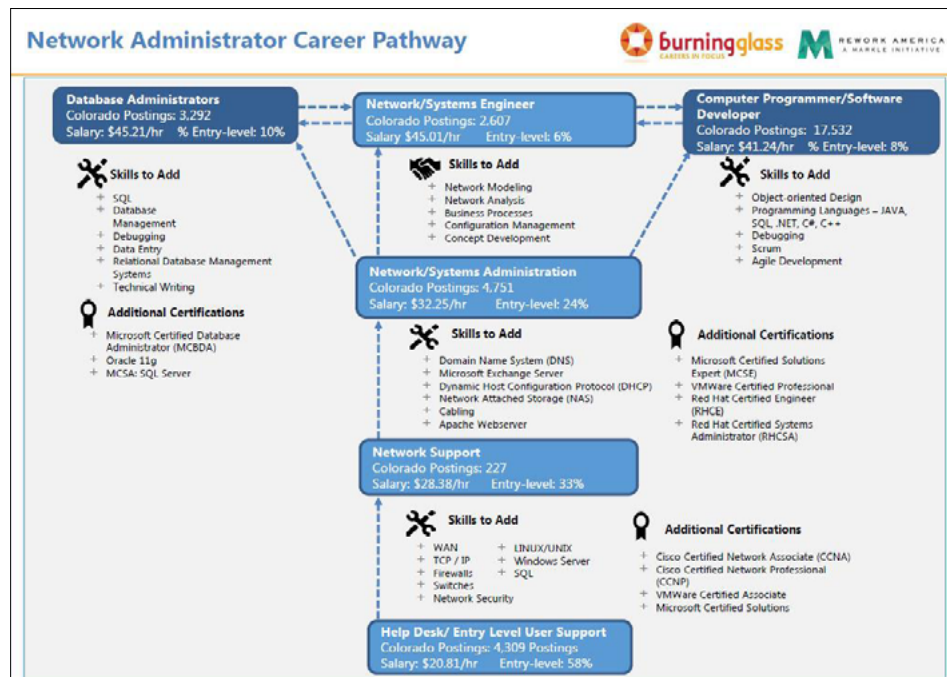 Network Administrator Career Pathway
burningglass
CAREERS IN FOCUS
REWORK AMERICA
A MARKLE INITIATIVE
Database Administrators
Colorado Postings: 3,292
Salary: $45.21/hr % Entry-level: 10%
Network/Systems Engineer
Colorado Postings: 2,607
Salary $45.01/hr Entry-level: 6%
Computer Programmer/Software
Developer
Colorado Postings: 17,532
Salary: $41.24/hr % Entry-level: 8%
Skills to Add
+ SQL
+ Database
Management
+ Debugging
+ Data Entry
+ Relational Database Management
Systems
+ Technical Writing
Additional Certifications
+ Microsoft Certified Database
Administrator (MCBDA)
+ Oracle 11g
+ MCSA: SQL Server
Skills to Add
+ Network Modeling
+ Network Analysis
+ Business Processes
+ Configuration Management
+ Concept Development
Skills to Add
+ Object-oriented Design
+ Programming Languages – JAVA,
SQL, .NET, C#, C++
+ Debugging
+ Scrum
+ Agile Development
Network/Systems Administration
Colorado Postings: 4,751
Salary: $32.25/hr Entry-level: 24%
Skills to Add
+ Domain Name System (DNS)
+ Microsoft Exchange Server
+ Dynamic Host Configuration Protocol (DHCP)
+ Network Attached Storage (NAS)
+ Cabling
+ Apache Webserver
Additional Certifications
+ Microsoft Certified Solutions
Expert (MCSE)
+ VMWare Certified Professional
+ Red Hat Certified Engineer
(RHCE)
+ Red Hat Certified Systems
Administrator (RHCSA)
Network Support
Colorado Postings: 227
Salary: $28.38/hr Entry-level: 33%
Skills to Add
+ WAN
+ TCP / IP
+ Firewalls
+ Switches
+ Network Security
+ LINUX/UNIX
+ Windows Server
+ SQL
Additional Certifications
+ Cisco Certified Network Associate (CCNA)
+ Cisco Certified Network Professional
(CCNP)
+ VMWare Certified Associate
+ Microsoft Certified Solutions
Help Desk/ Entry Level User Support
Colorado Postings: 4,309 Postings
Salary: $20.81/hr Entry-level: 58%